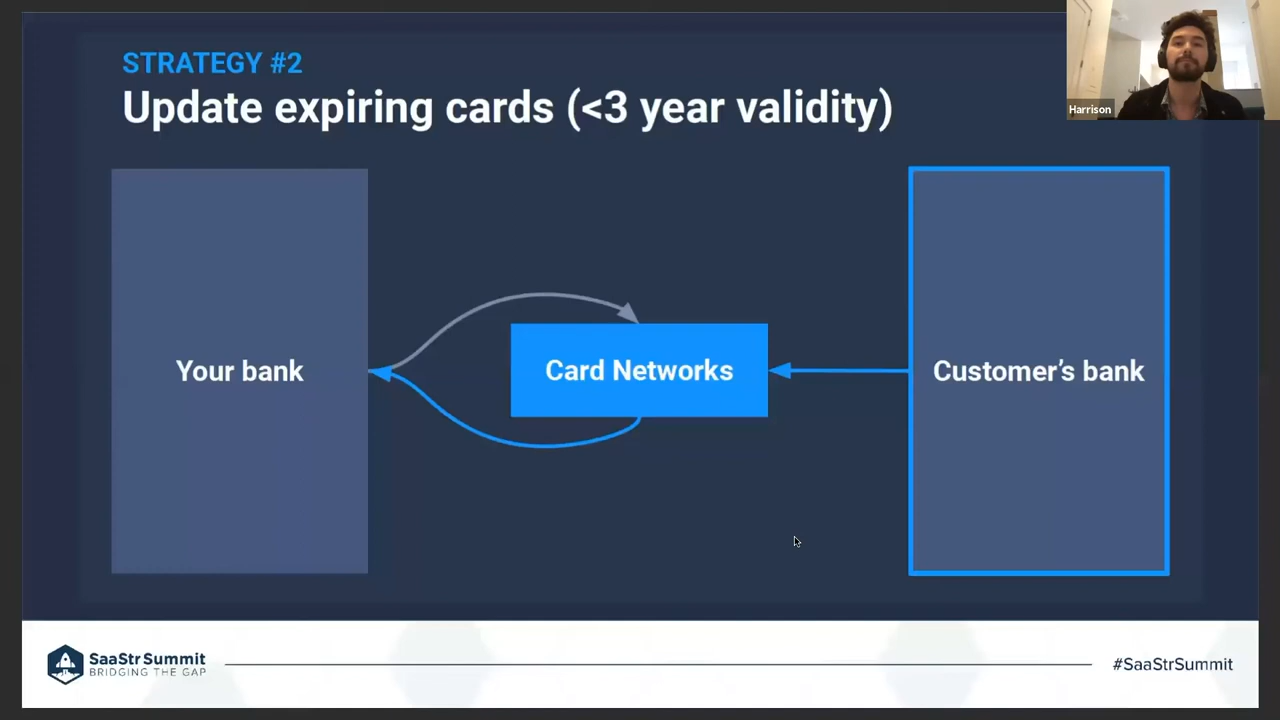 STRATEGY #2
Update expiring cards (<3 year validity)
Harrison
Your bank
Card Networks
Customer’s bank
SaaStr Summit
BRIDGING THE GAP
#SaaStrSummit